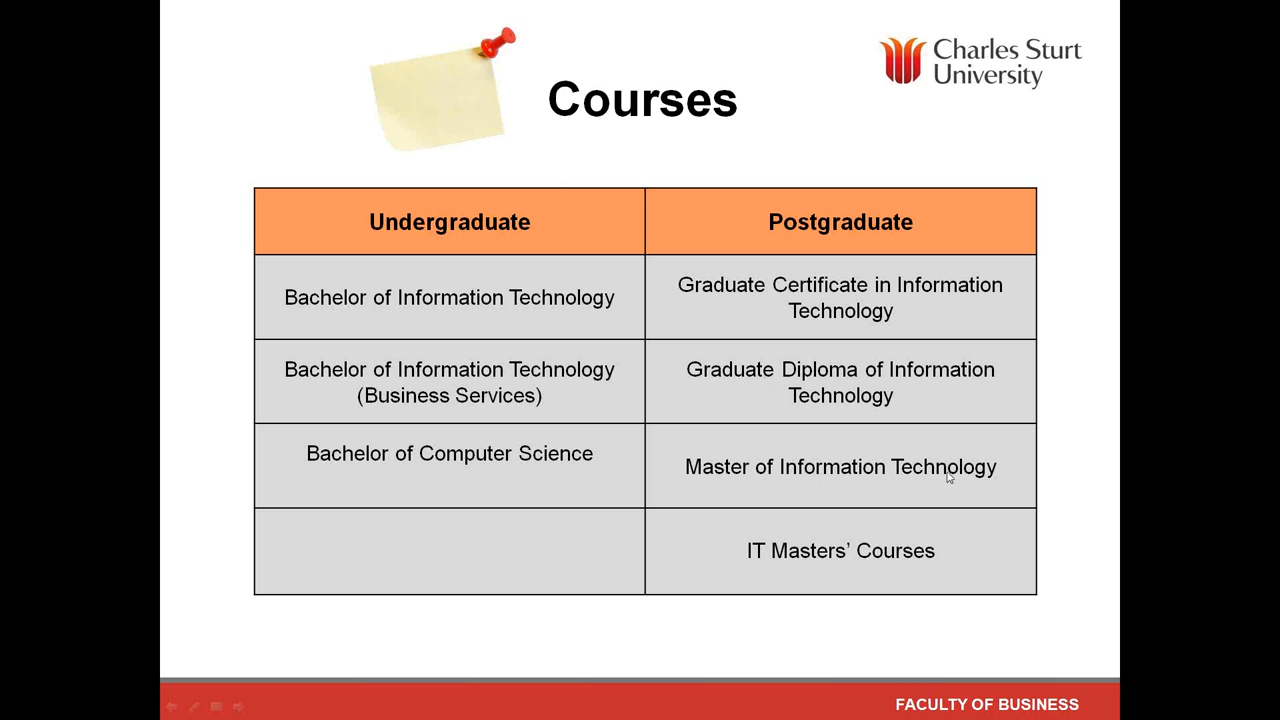 Charles Sturt
University
Courses
Undergraduate
Postgraduate
Bachelor of Information Technology
Graduate Certificate in Information
Technology
Bachelor of Information Technology
(Business Services)
Graduate Diploma of Information
Technology
Bachelor of Computer Science
Master of Information Technology
IT Masters’ Courses
FACULTY OF BUSINESS